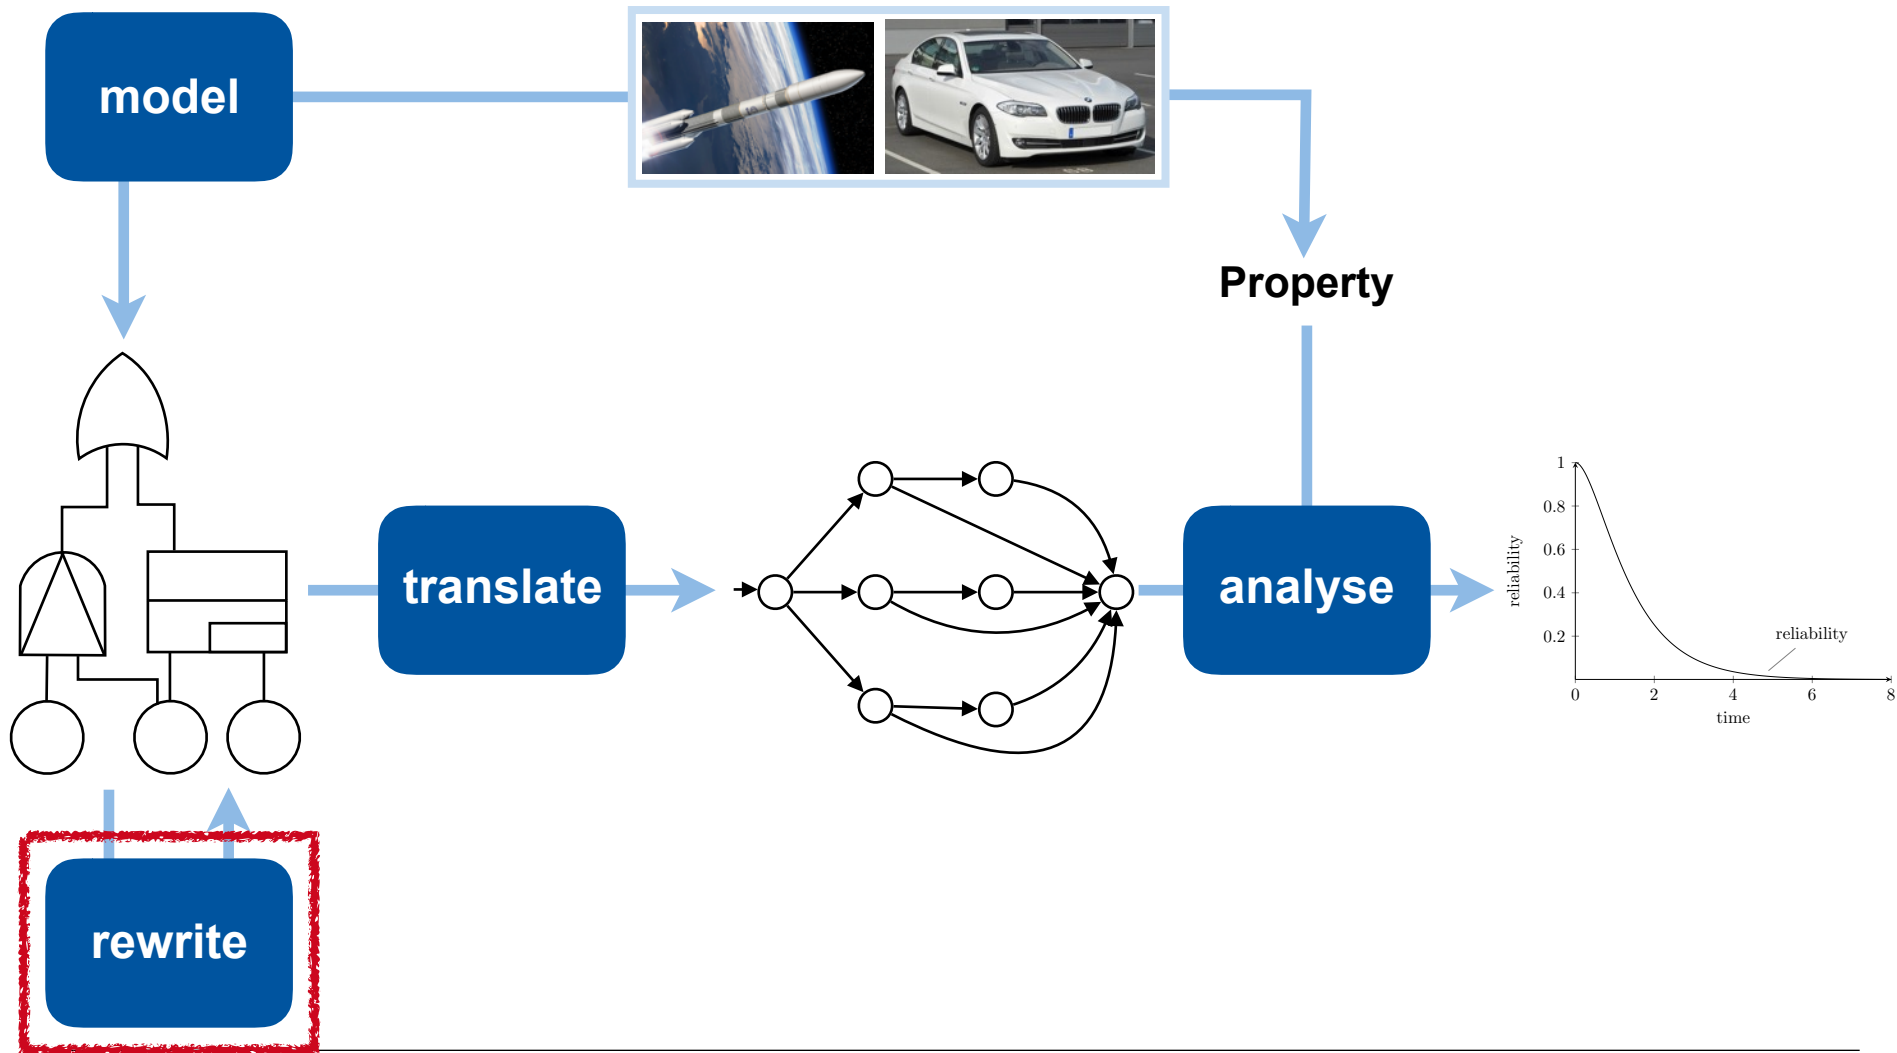 model
Property
translate
analyse
rewrite
1
0.8
0.6
0.4
0.2
reliability
reliability
0 2 4 6 8
time